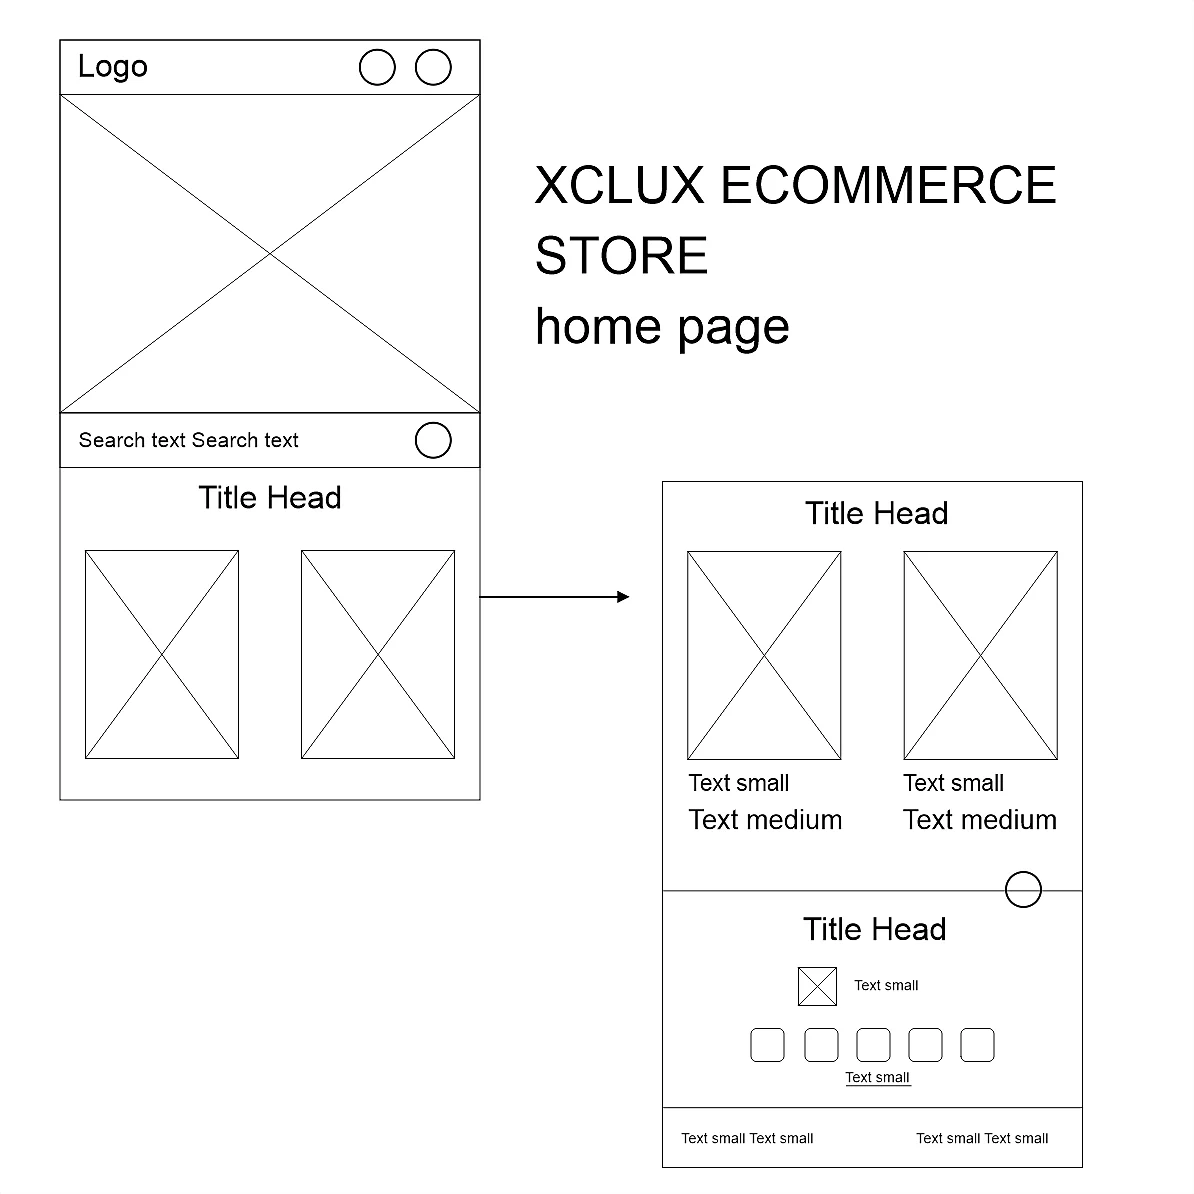 Logo
XCLUX ECOMMERCE
STORE
home page
Search text Search text
Title Head
Title Head
Text small
Text small
Text medium
Text medium
Title Head
Text small
Text small
Text small Text small
Text small Text small